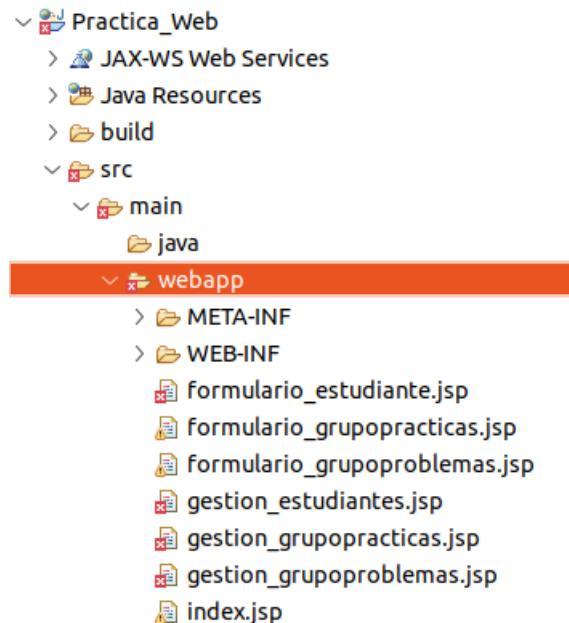 Practica_Web
JAX-WS Web Services
Java Resources
build
src
main
java
webapp
META-INF
WEB-INF
formulario_estudiante.jsp
formulario_grupopracticas.jsp
formulario_grupoproblemas.jsp
gestion_estudiantes.jsp
gestion_grupopracticas.jsp
gestion_grupoproblemas.jsp
index.jsp